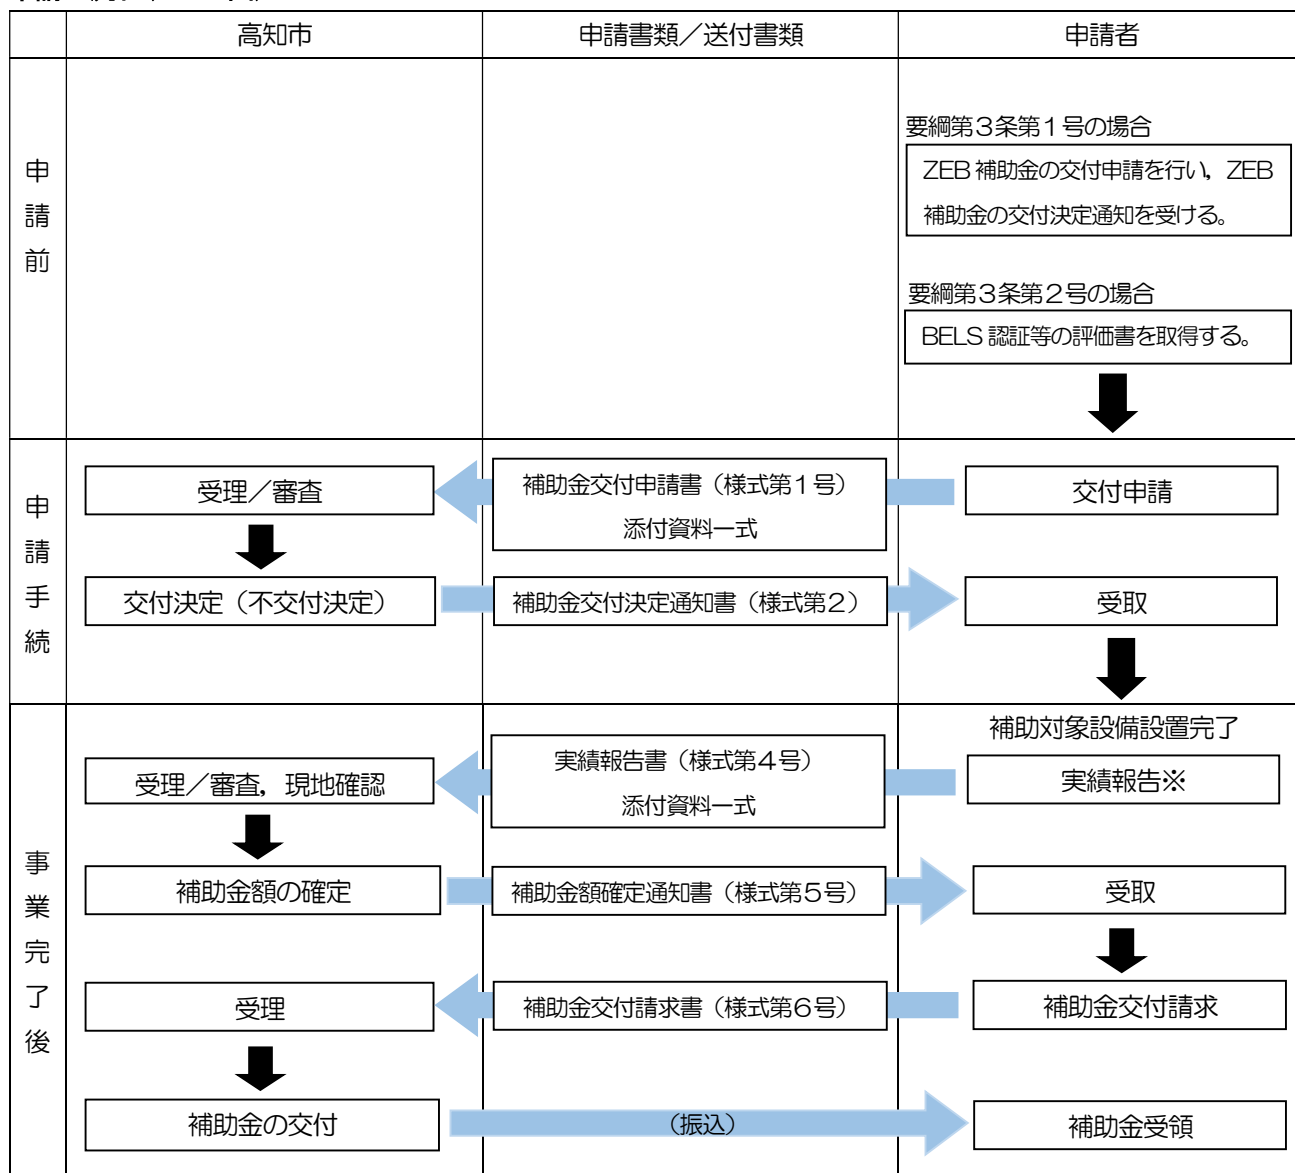 高知市
申請書類／送付書類
申請者
申請前
要綱第３条第１号の場合
ZEB 補助金の交付申請を行い，ZEB
補助金の交付決定通知を受ける。
要綱第３条第２号の場合
BELS 認証等の評価書を取得する。
申請手続
受理／審査
補助金交付申請書（様式第１号）
添付資料一式
交付申請
交付決定（不交付決定）
補助金交付決定通知書（様式第２）
受取
事業完了後
補助対象設備設置完了
受理／審査，現地確認
実績報告書（様式第４号）
添付資料一式
実績報告※
補助金額の確定
補助金額確定通知書（様式第５号）
受取
受理
補助金交付請求書（様式第６号）
補助金交付請求
補助金の交付
（振込）
補助金受領